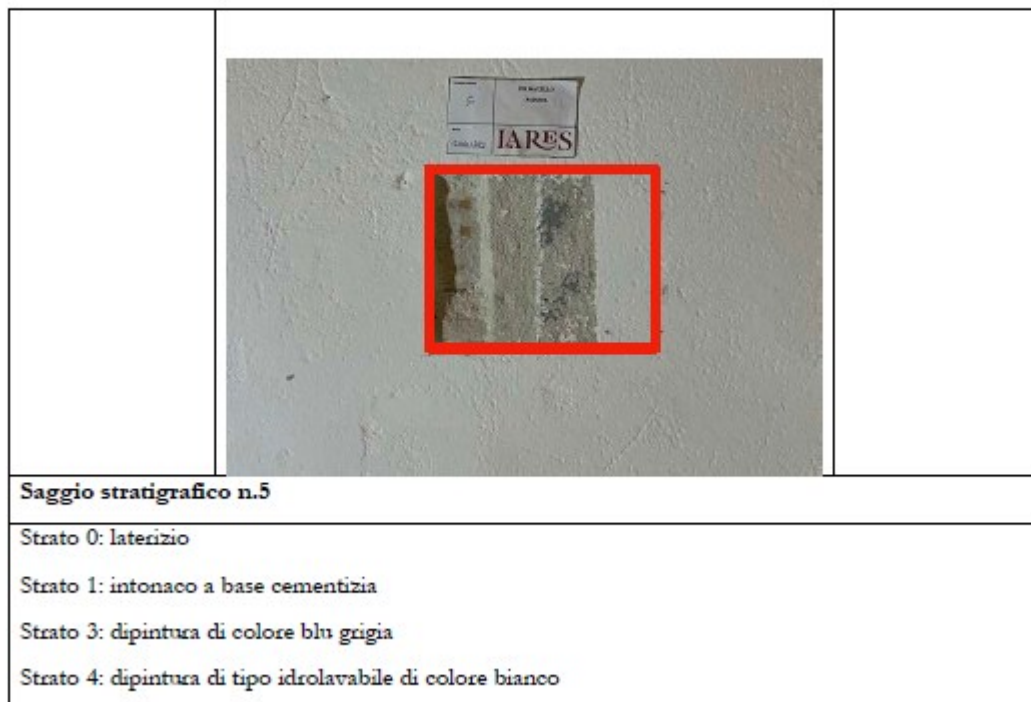 IARES
Saggio stratigrafico n.5
Strato 0: laterizio
Strato 1: intonaco a base cementizia
Strato 3: dipintura di colore blu grigia
Strato 4: dipintura di tipo idrolavabile di colore bianco